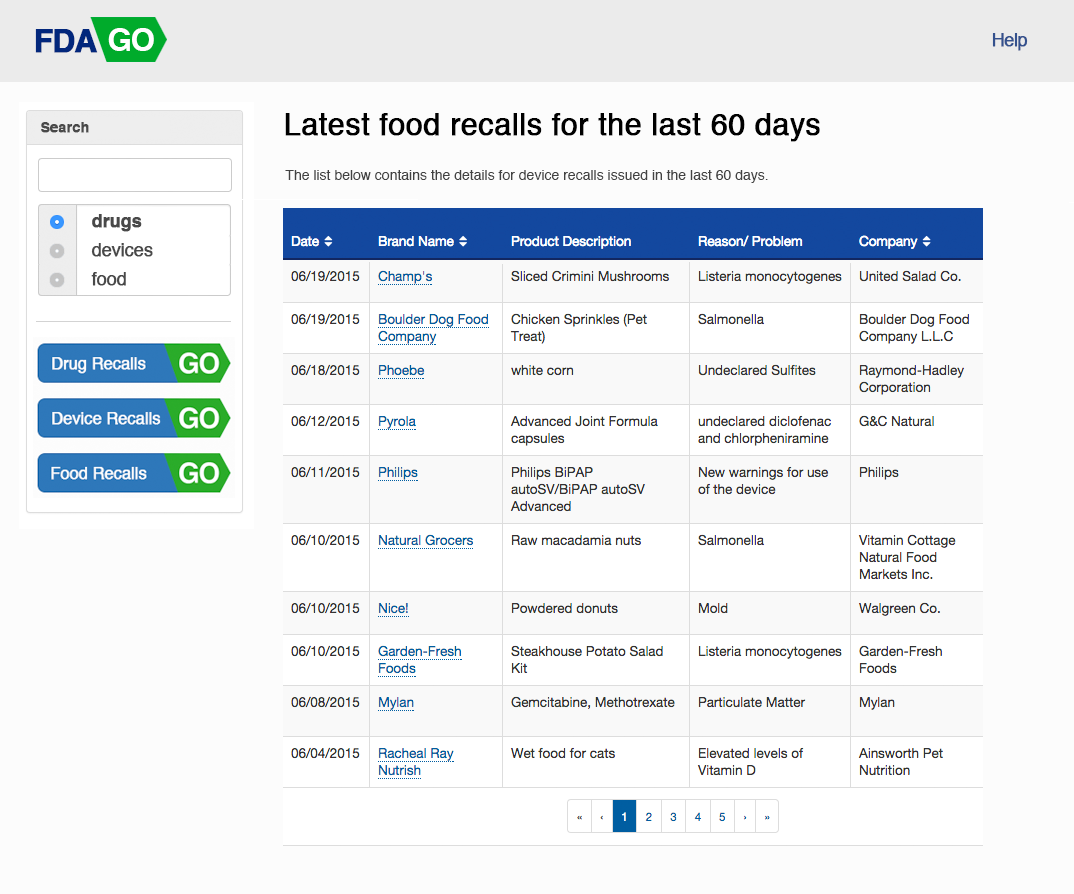 FDA GO
Help
Search
drugs
devices
food
Drug Recalls GO
Device Recalls GO
Food Recalls GO
Latest food recalls for the last 60 days
The list below contains the details for device recalls issued in the last 60 days.
Date Brand Name Product Description Reason/ Problem Company
06/19/2015 Champ's Sliced Crimini Mushrooms Listeria monocytogenes United Salad Co.
06/19/2015 Boulder Dog Food Chicken Sprinkles (Pet Salmonella Boulder Dog Food
Company Treat) Company L.L.C
06/18/2015 Phoebe white corn Undeclared Sulfites Raymond-Hadley
Corporation
06/12/2015 Pyrola Advanced Joint Formula undeclared diclofenac G&C Natural
capsules and chlorpheniramine
06/11/2015 Philips Philips BiPAP New warnings for use Philips
autoSV/BiPAP autoSV of the device
Advanced
06/10/2015 Natural Grocers Raw macadamia nuts Salmonella Vitamin Cottage
Natural Food
Markets Inc.
06/10/2015 Nice! Powdered donuts Mold Walgreen Co.
06/10/2015 Garden-Fresh Steakhouse Potato Salad Listeria monocytogenes Garden-Fresh
Foods Kit Foods
06/08/2015 Mylan Gemcitabine, Methotrexate Particulate Matter Mylan
06/04/2015 Racheal Ray Wet food for cats Elevated levels of Ainsworth Pet
Nutrish Vitamin D Nutrition
« ‹ 1 2 3 4 5 › »